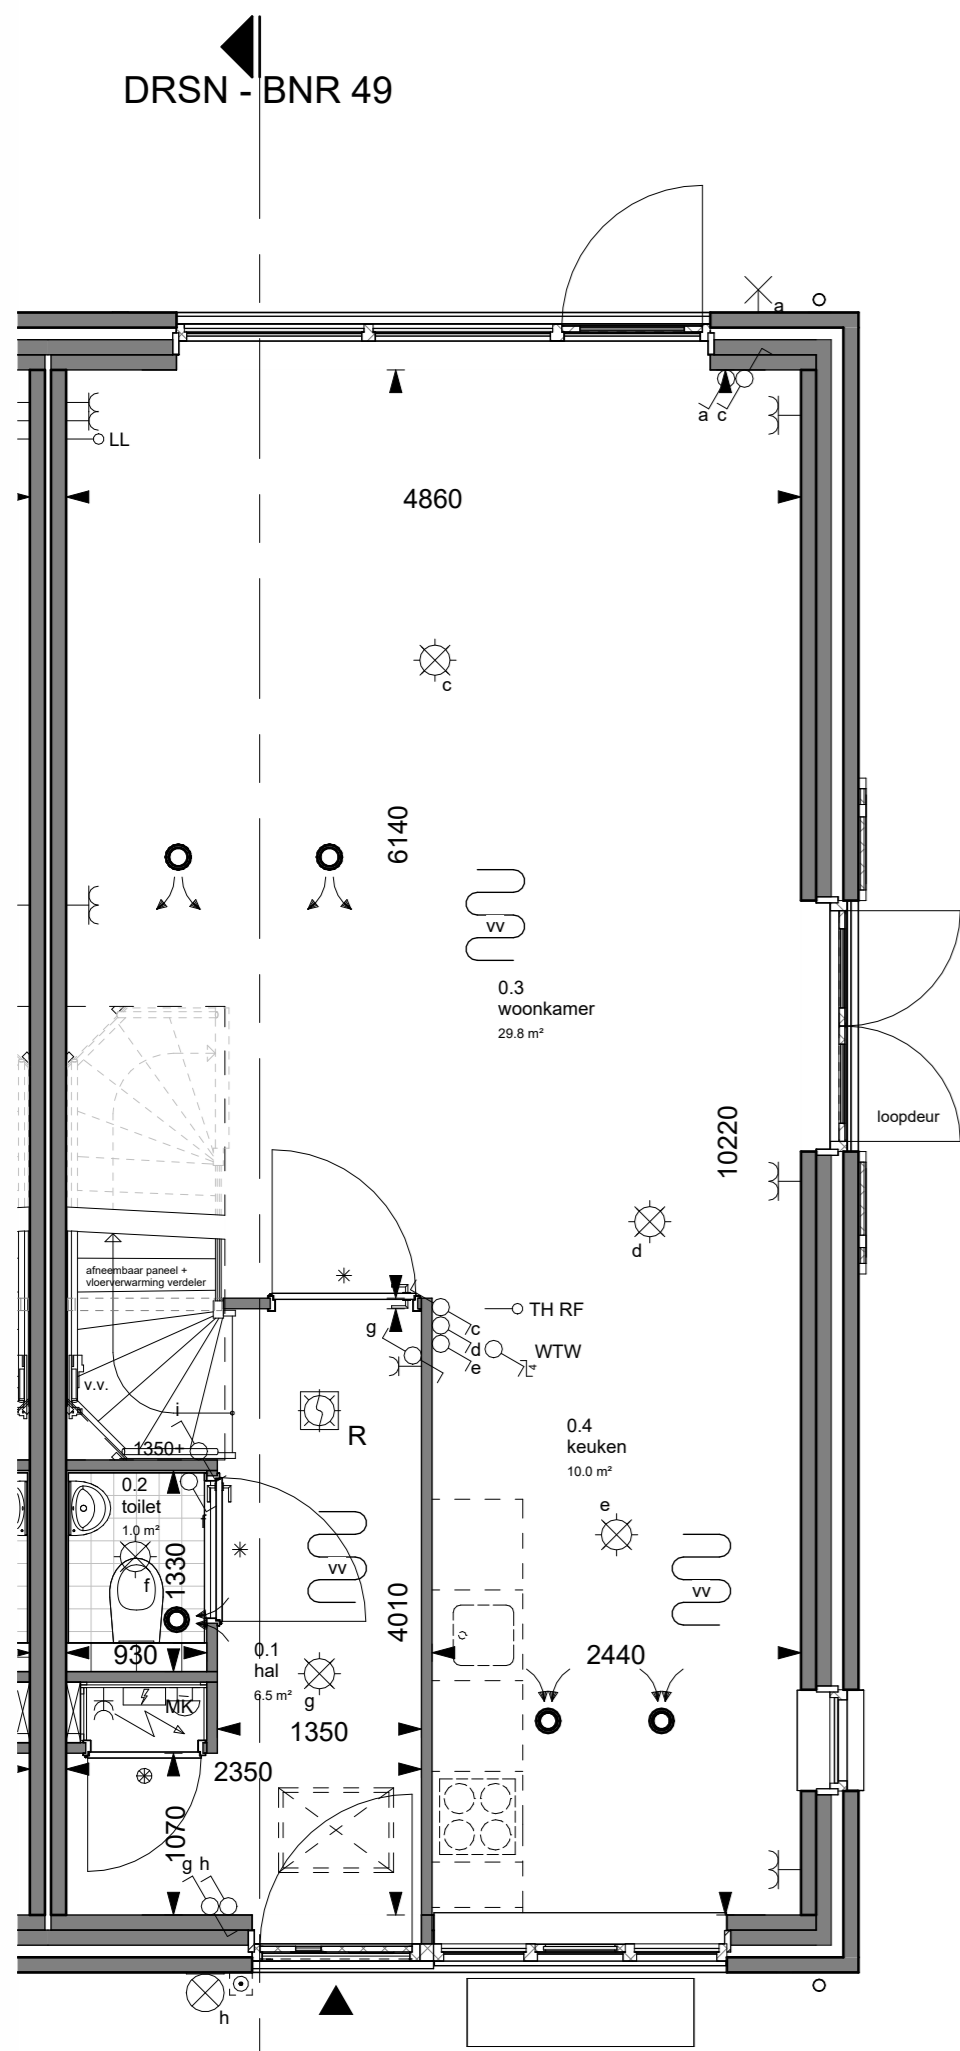 DRSN - BNR 49
a
a c
LL
4860
c
6140
vv
0.3
woonkamer
29.8 m²
loopdeur
10220
d
afneembaar paneel +
vloerverwarming verdeler
TH RF
g
c
d
e
WTW
4
v.v.
i
R
1350+
0.4
keuken
10.0 m²
0.2
toilet
1.0 m²
f
e
f
1330
vv
vv
4010
930
0.1
hal
6.5 m²
g
2440
MK
1350
2350
1070
g h
h